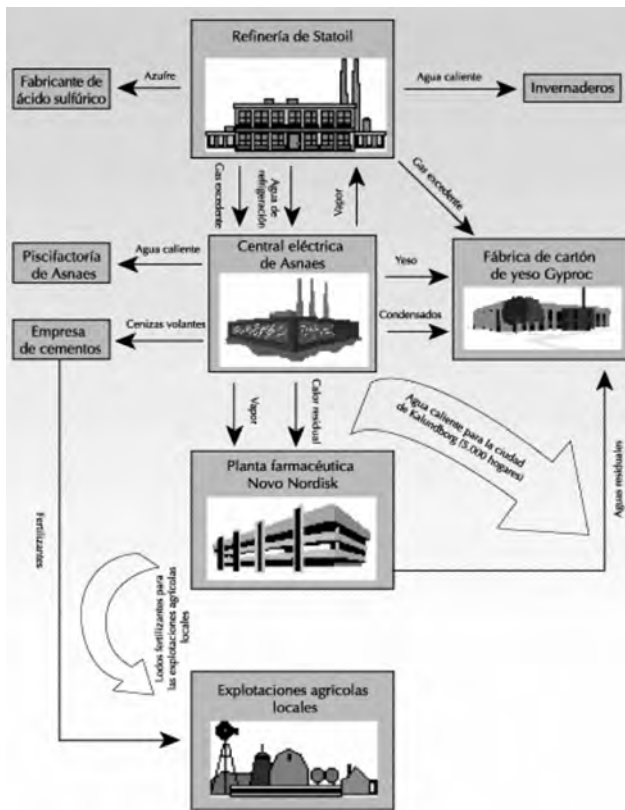 Refinería de Statoil
Fabricante de
ácido sulfúrico
Azufre
Agua caliente
Invernaderos
Gas excedente
Agua de
refrigeración
Vapor
Gas excedente
Piscifactoría
de Asnaes
Agua caliente
Central eléctrica
de Asnaes
Yeso
Fábrica de cartón
de yeso Gyproc
Empresa
de cementos
Cenizas volantes
Condensados
Vapor
Calor residual
Agua caliente para la ciudad
de Kalundborg (5.000 hogares)
Planta farmacéutica
Novo Nordisk
Aguas residuales
Fertilizantes
Lodos fertilizantes para
las explotaciones agrícolas
locales
Explotaciones agrícolas
locales